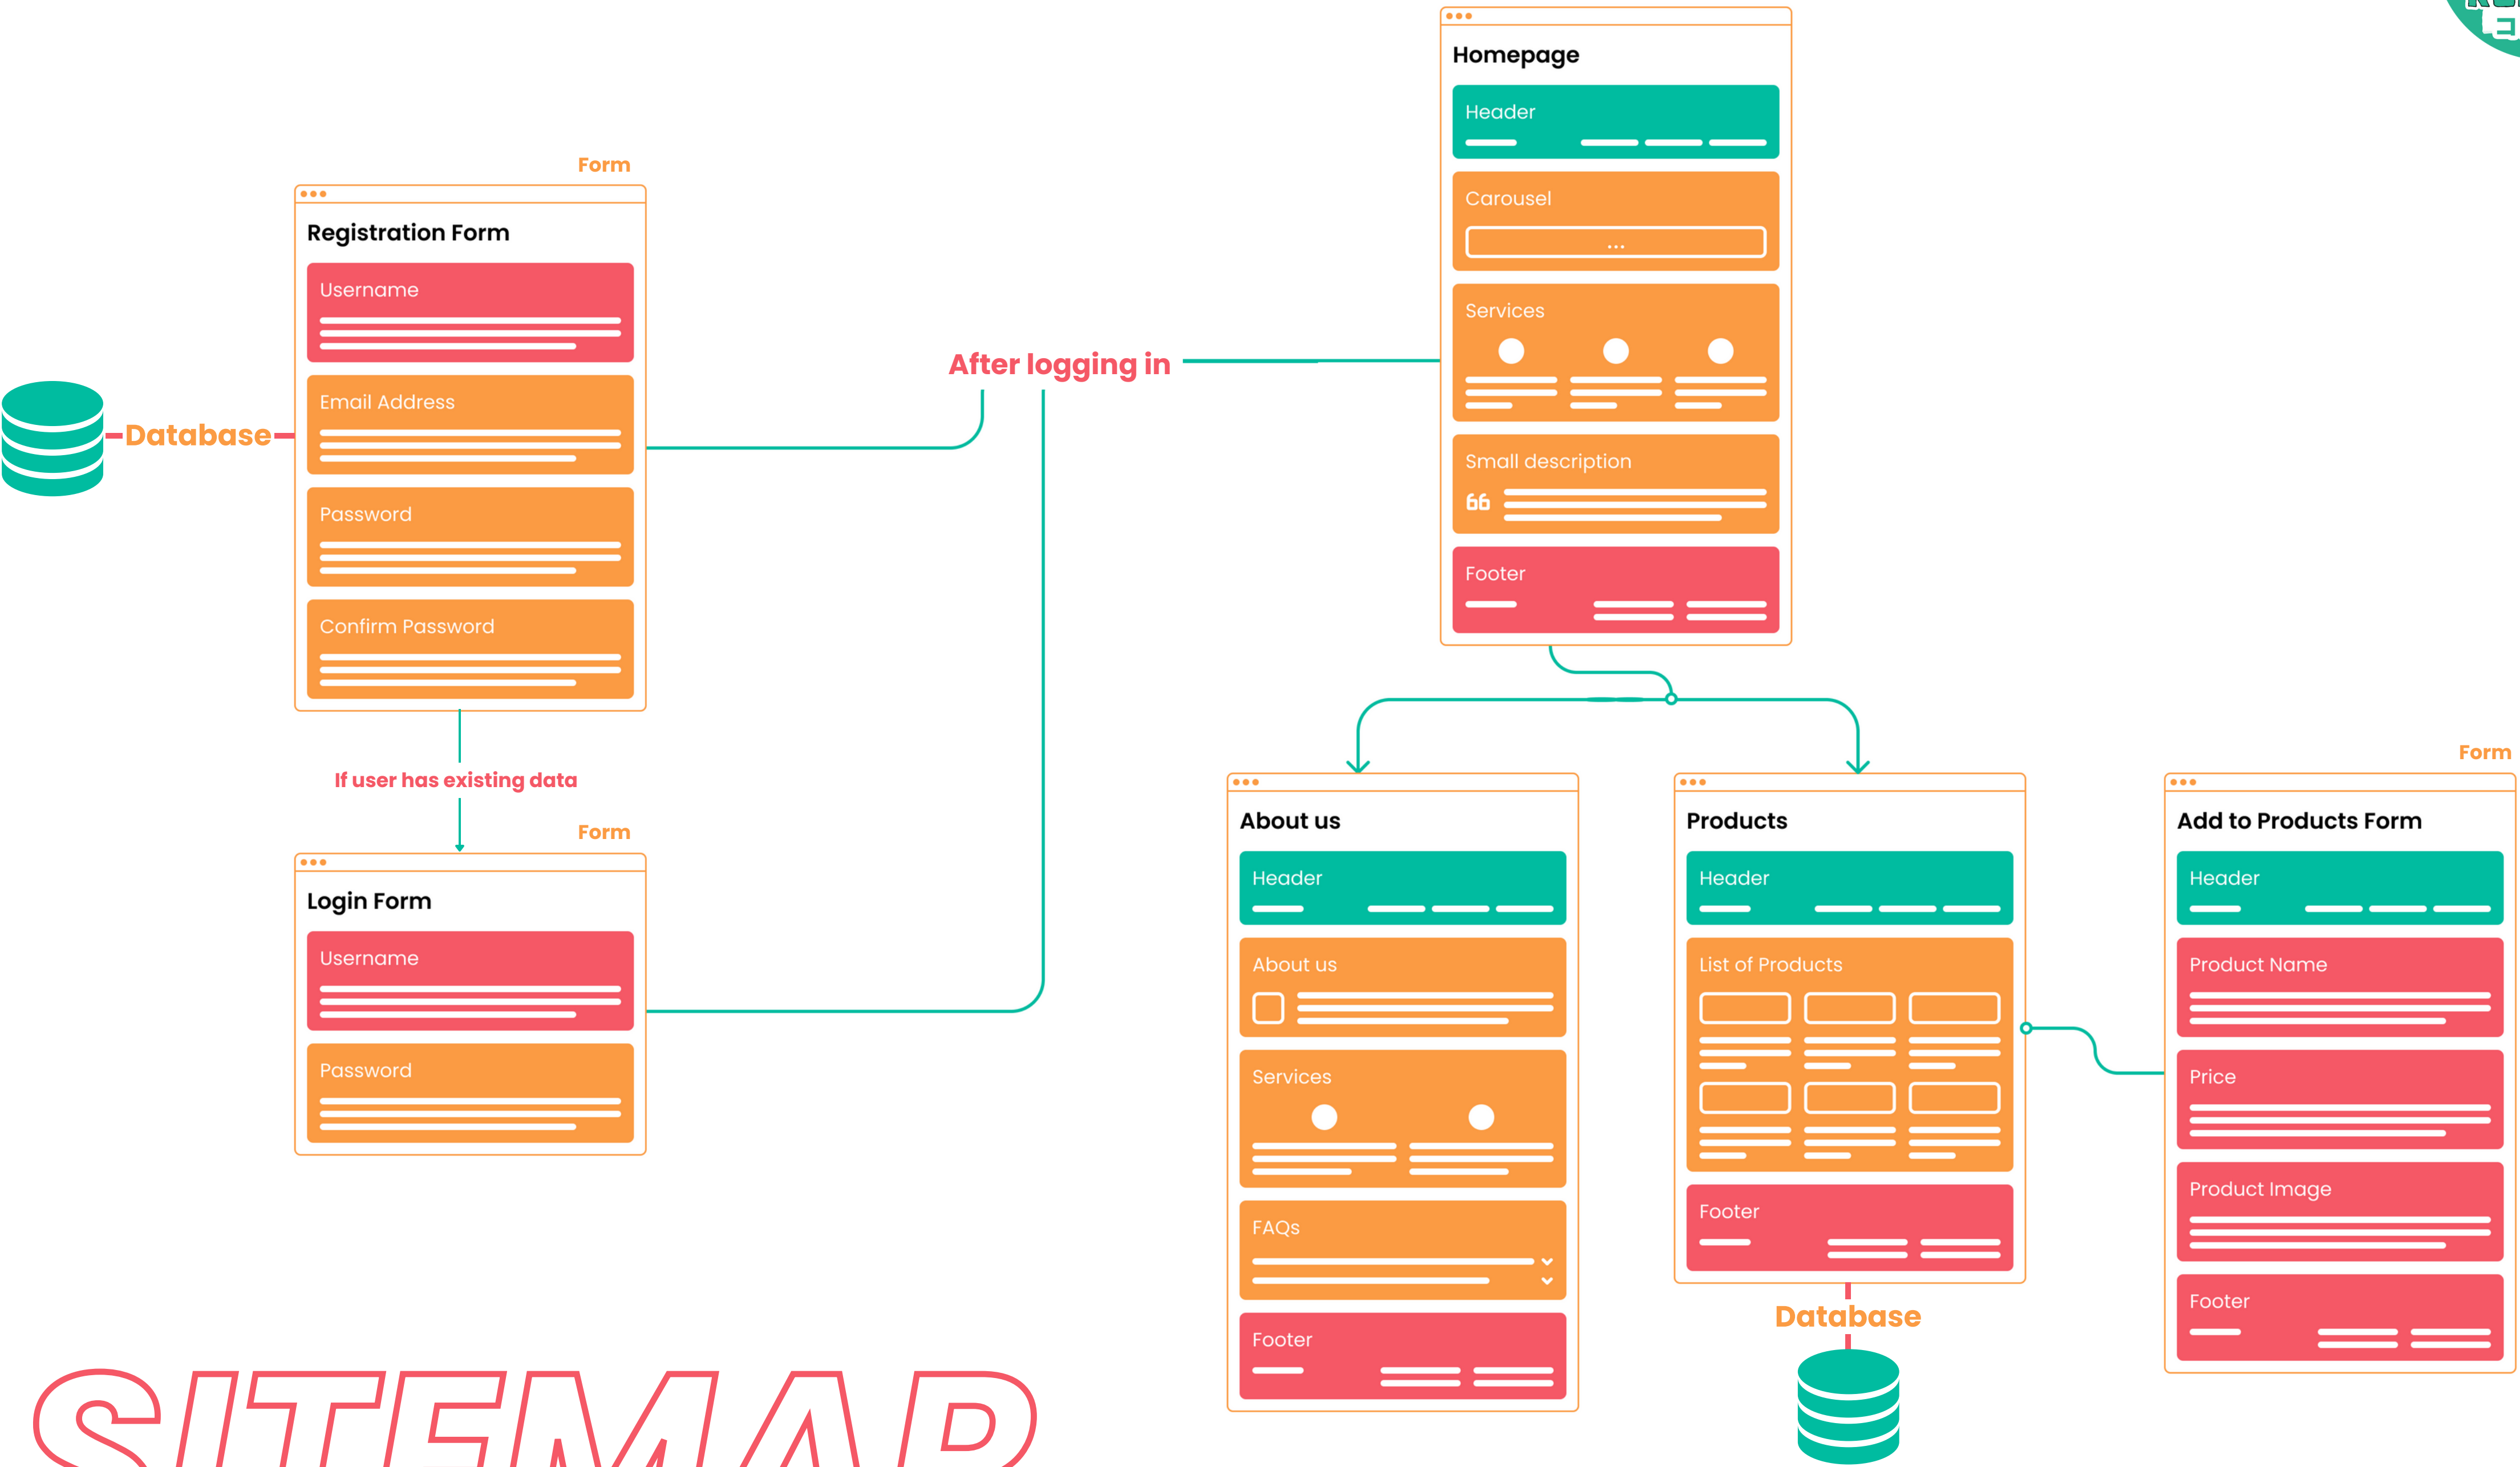 Form
Registration Form
Username
Email Address
Password
Confirm Password
Database
If user has existing data
Form
Login Form
Username
Password
After logging in
Homepage
Header
Carousel
...
Services
Small description
Footer
About us
Header
About us
Services
FAQs
Footer
Products
Header
List of Products
Footer
Database
Form
Add to Products Form
Header
Product Name
Price
Product Image
Footer
SITEMAP